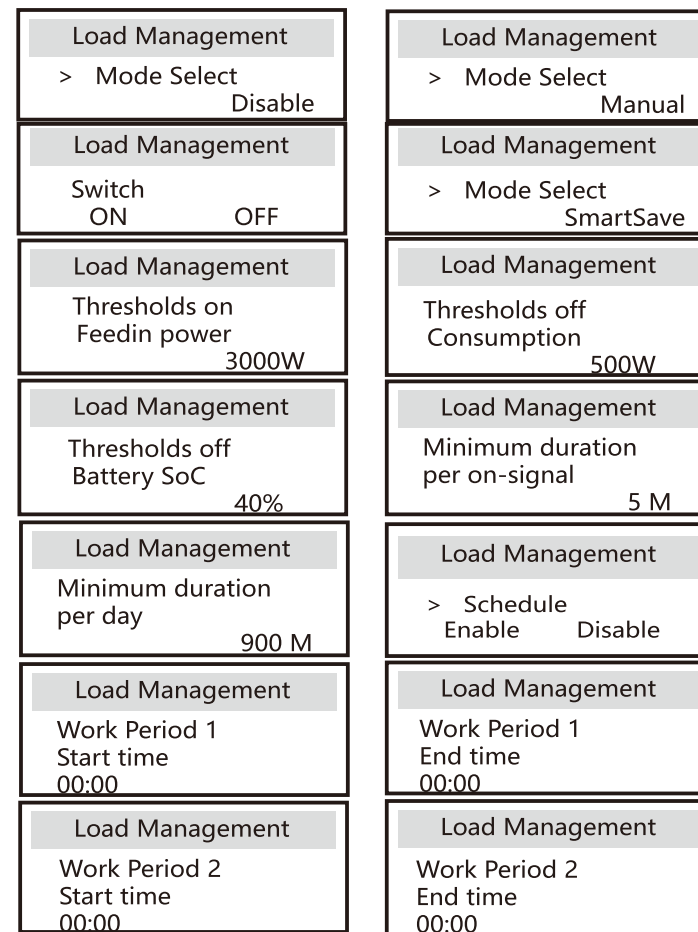 Load Management
> Mode Select
Disable
Load Management
> Mode Select
Manual
Load Management
Switch
ON OFF
Load Management
> Mode Select
SmartSave
Load Management
Thresholds on
Feedin power
3000W
Load Management
Thresholds off
Consumption
500W
Load Management
Thresholds off
Battery SoC
40%
Load Management
Minimum duration
per on-signal
5 M
Load Management
Minimum duration
per day
900 M
Load Management
> Schedule
Enable Disable
Load Management
Work Period 1
Start time
00:00
Load Management
Work Period 1
End time
00:00
Load Management
Work Period 2
Start time
00:00
Load Management
Work Period 2
End time
00:00